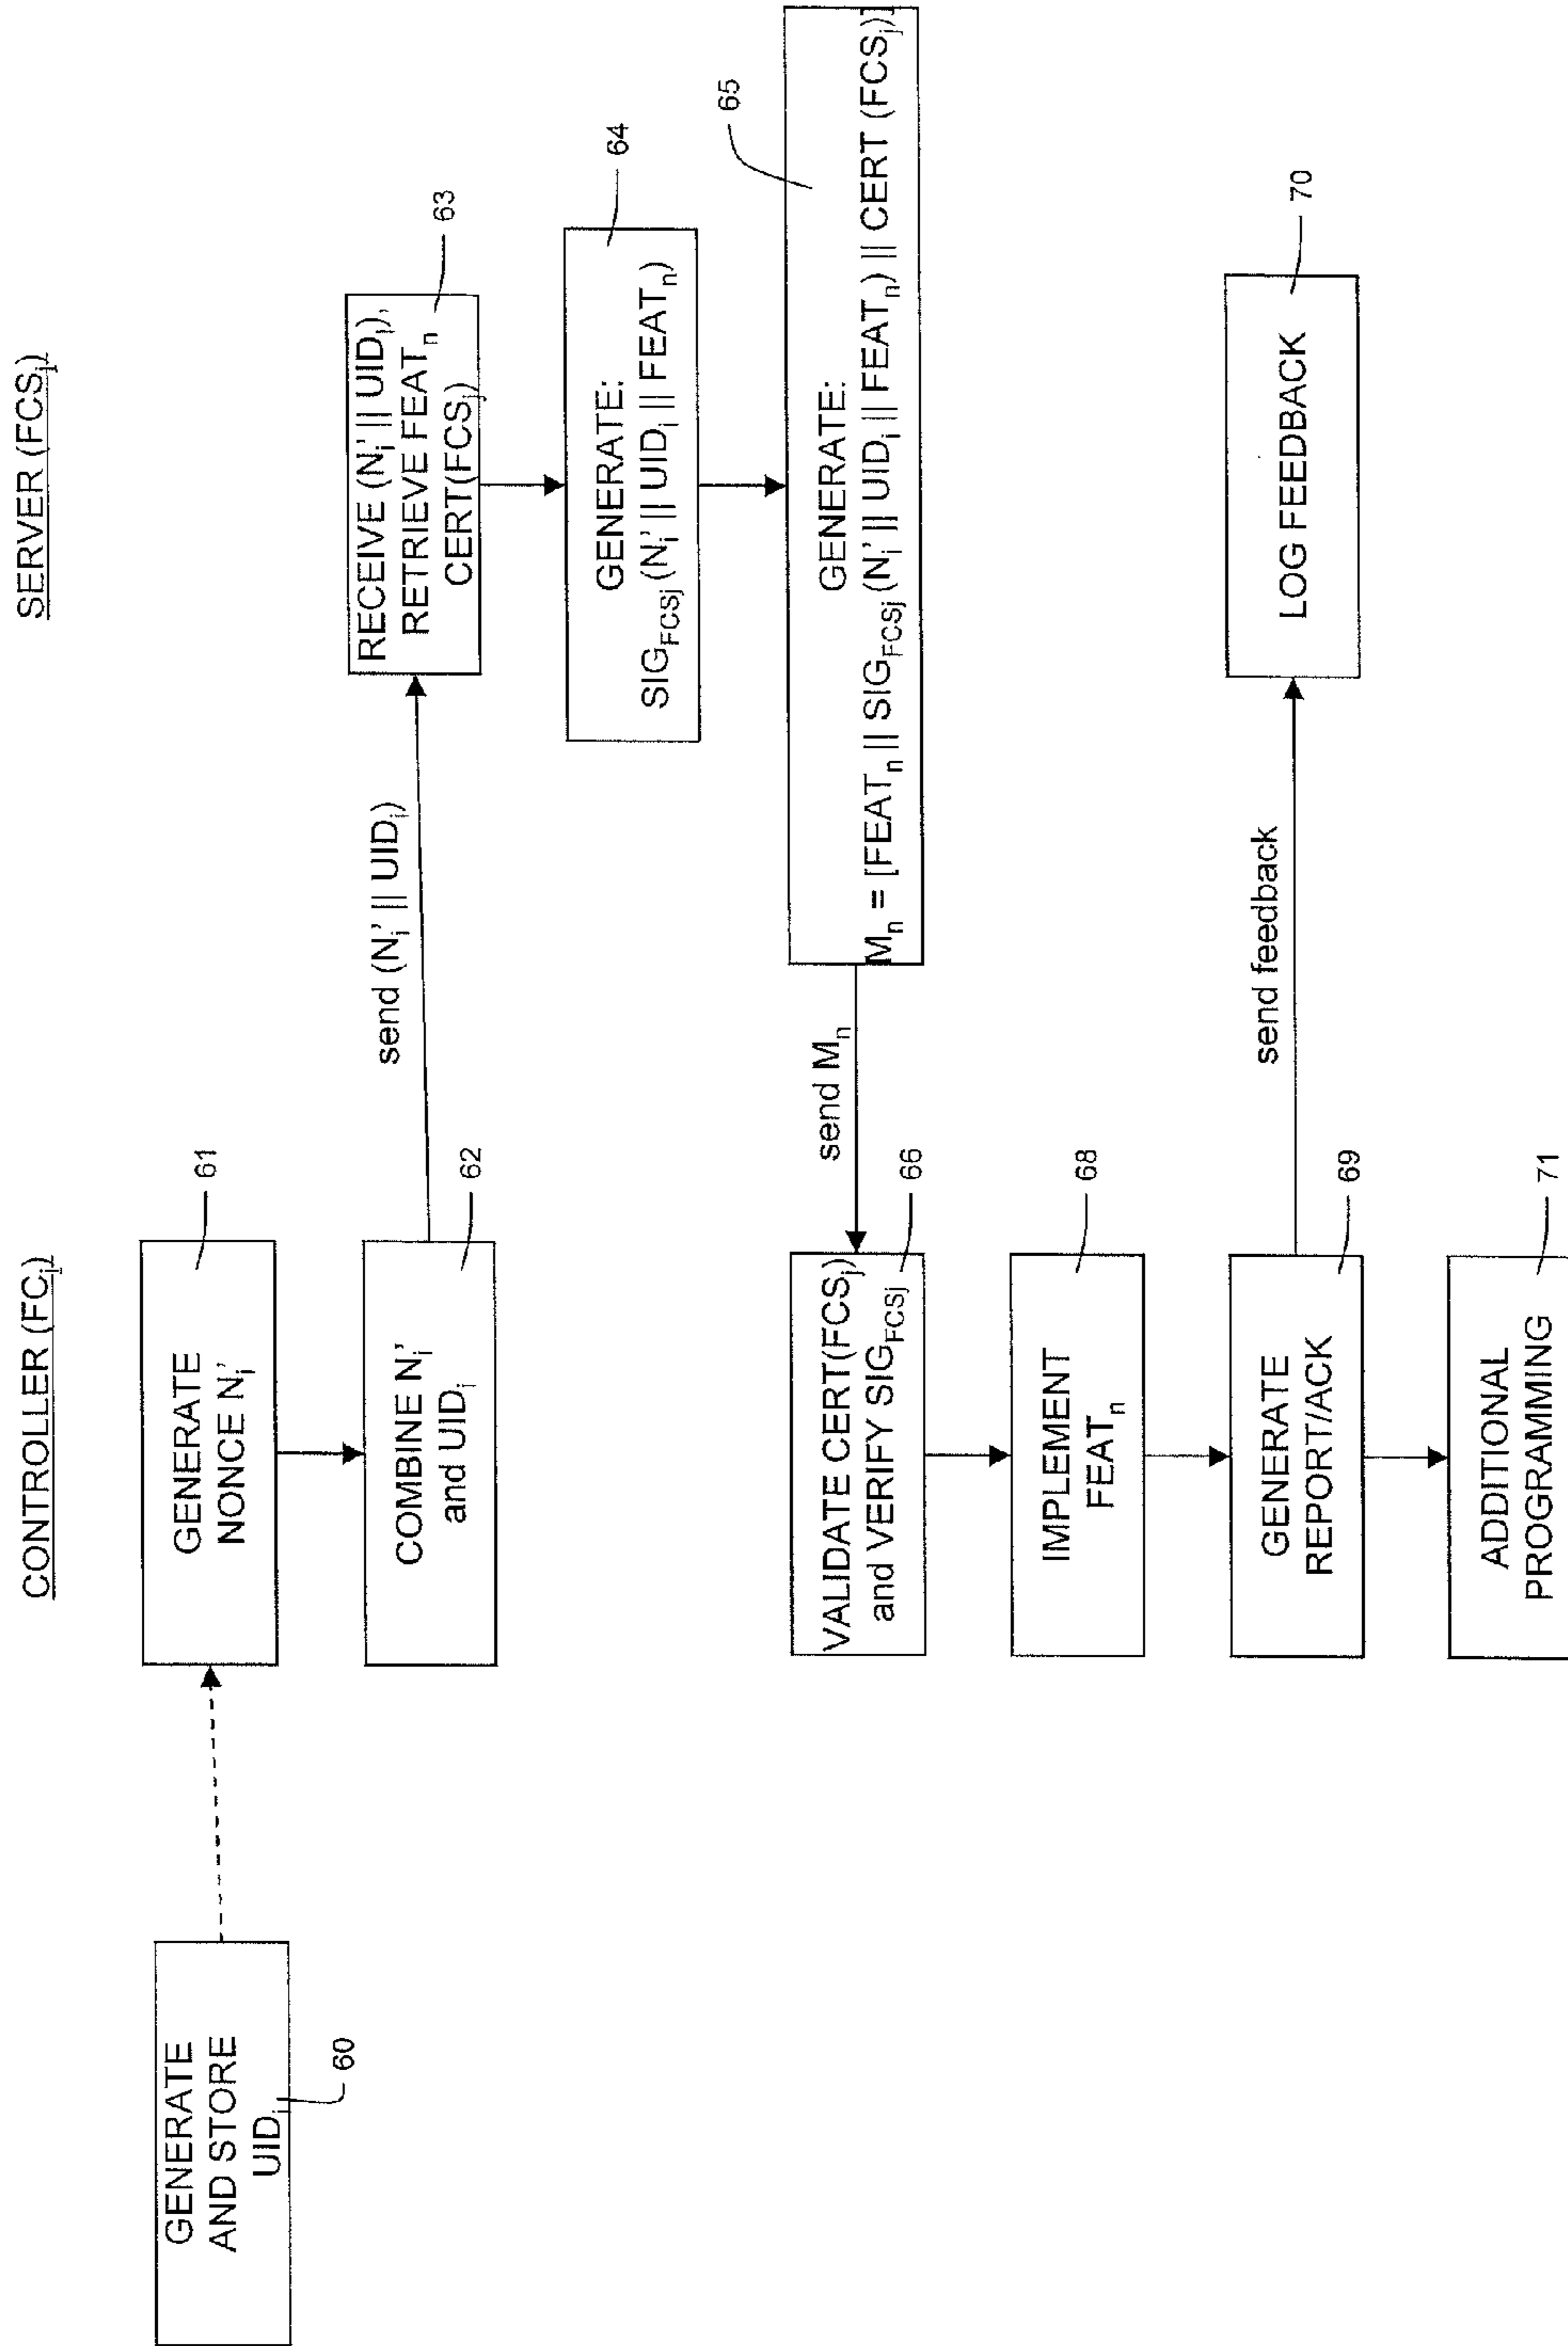 CONTROLLER (FCᵢ)
SERVER (FCSⱼ)
GENERATE
AND STORE
UIDᵢ
60
GENERATE
NONCE Nᵢ'
61
COMBINE Nᵢ'
and UIDᵢ
62
send (Nᵢ' || UIDᵢ)
RECEIVE (Nᵢ' || UIDᵢ),
RETRIEVE FEATₙ
CERT(FCSⱼ)
63
GENERATE:
SIG_FCSj (Nᵢ' || UIDᵢ || FEATₙ)
64
GENERATE:
Mₙ = [FEATₙ || SIG_FCSj (Nᵢ' || UIDᵢ || FEATₙ) || CERT (FCSⱼ)]
65
send Mₙ
VALIDATE CERT(FCSⱼ)
and VERIFY SIG_FCSj
66
IMPLEMENT
FEATₙ
68
GENERATE
REPORT/ACK
69
send feedback
LOG FEEDBACK
70
ADDITIONAL
PROGRAMMING
71